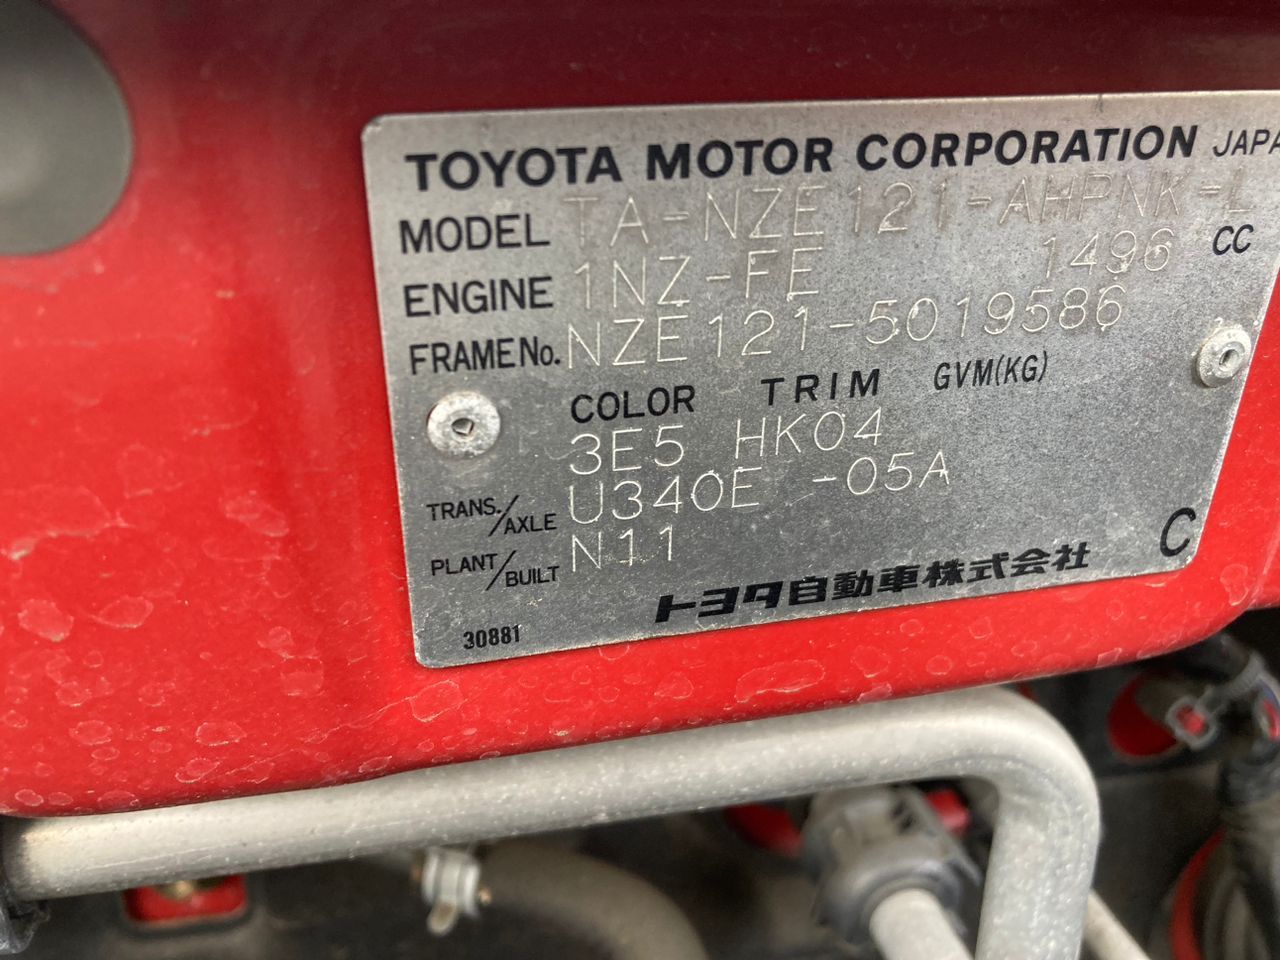 TOYOTA MOTOR CORPORATION JAPA
MODEL TA-NZE121-AHPNK-L
ENGINE 1NZ-FE 1496 CC
FRAME No. NZE121-5019586
COLOR TRIM GVM(KG)
3E5 HK04
TRANS./AXLE U340E -05A
PLANT/BUILT N11
C
トヨタ自動車株式会社
30881